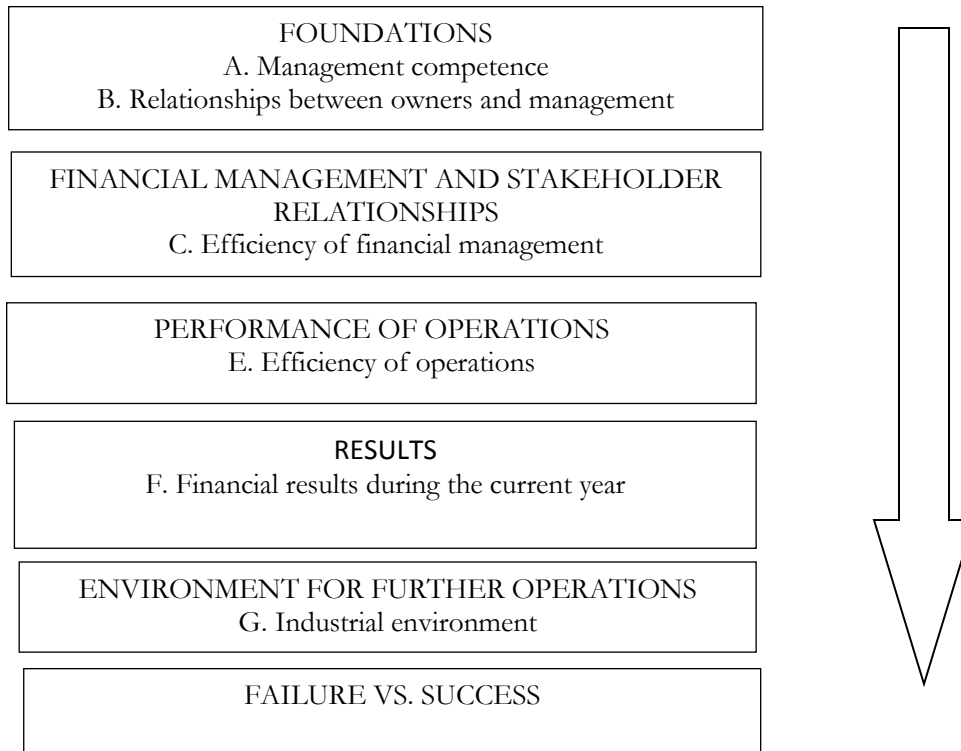 FOUNDATIONS
A. Management competence
B. Relationships between owners and management
FINANCIAL MANAGEMENT AND STAKEHOLDER
RELATIONSHIPS
C. Efficiency of financial management
PERFORMANCE OF OPERATIONS
E. Efficiency of operations
RESULTS
F. Financial results during the current year
ENVIRONMENT FOR FURTHER OPERATIONS
G. Industrial environment
FAILURE VS. SUCCESS